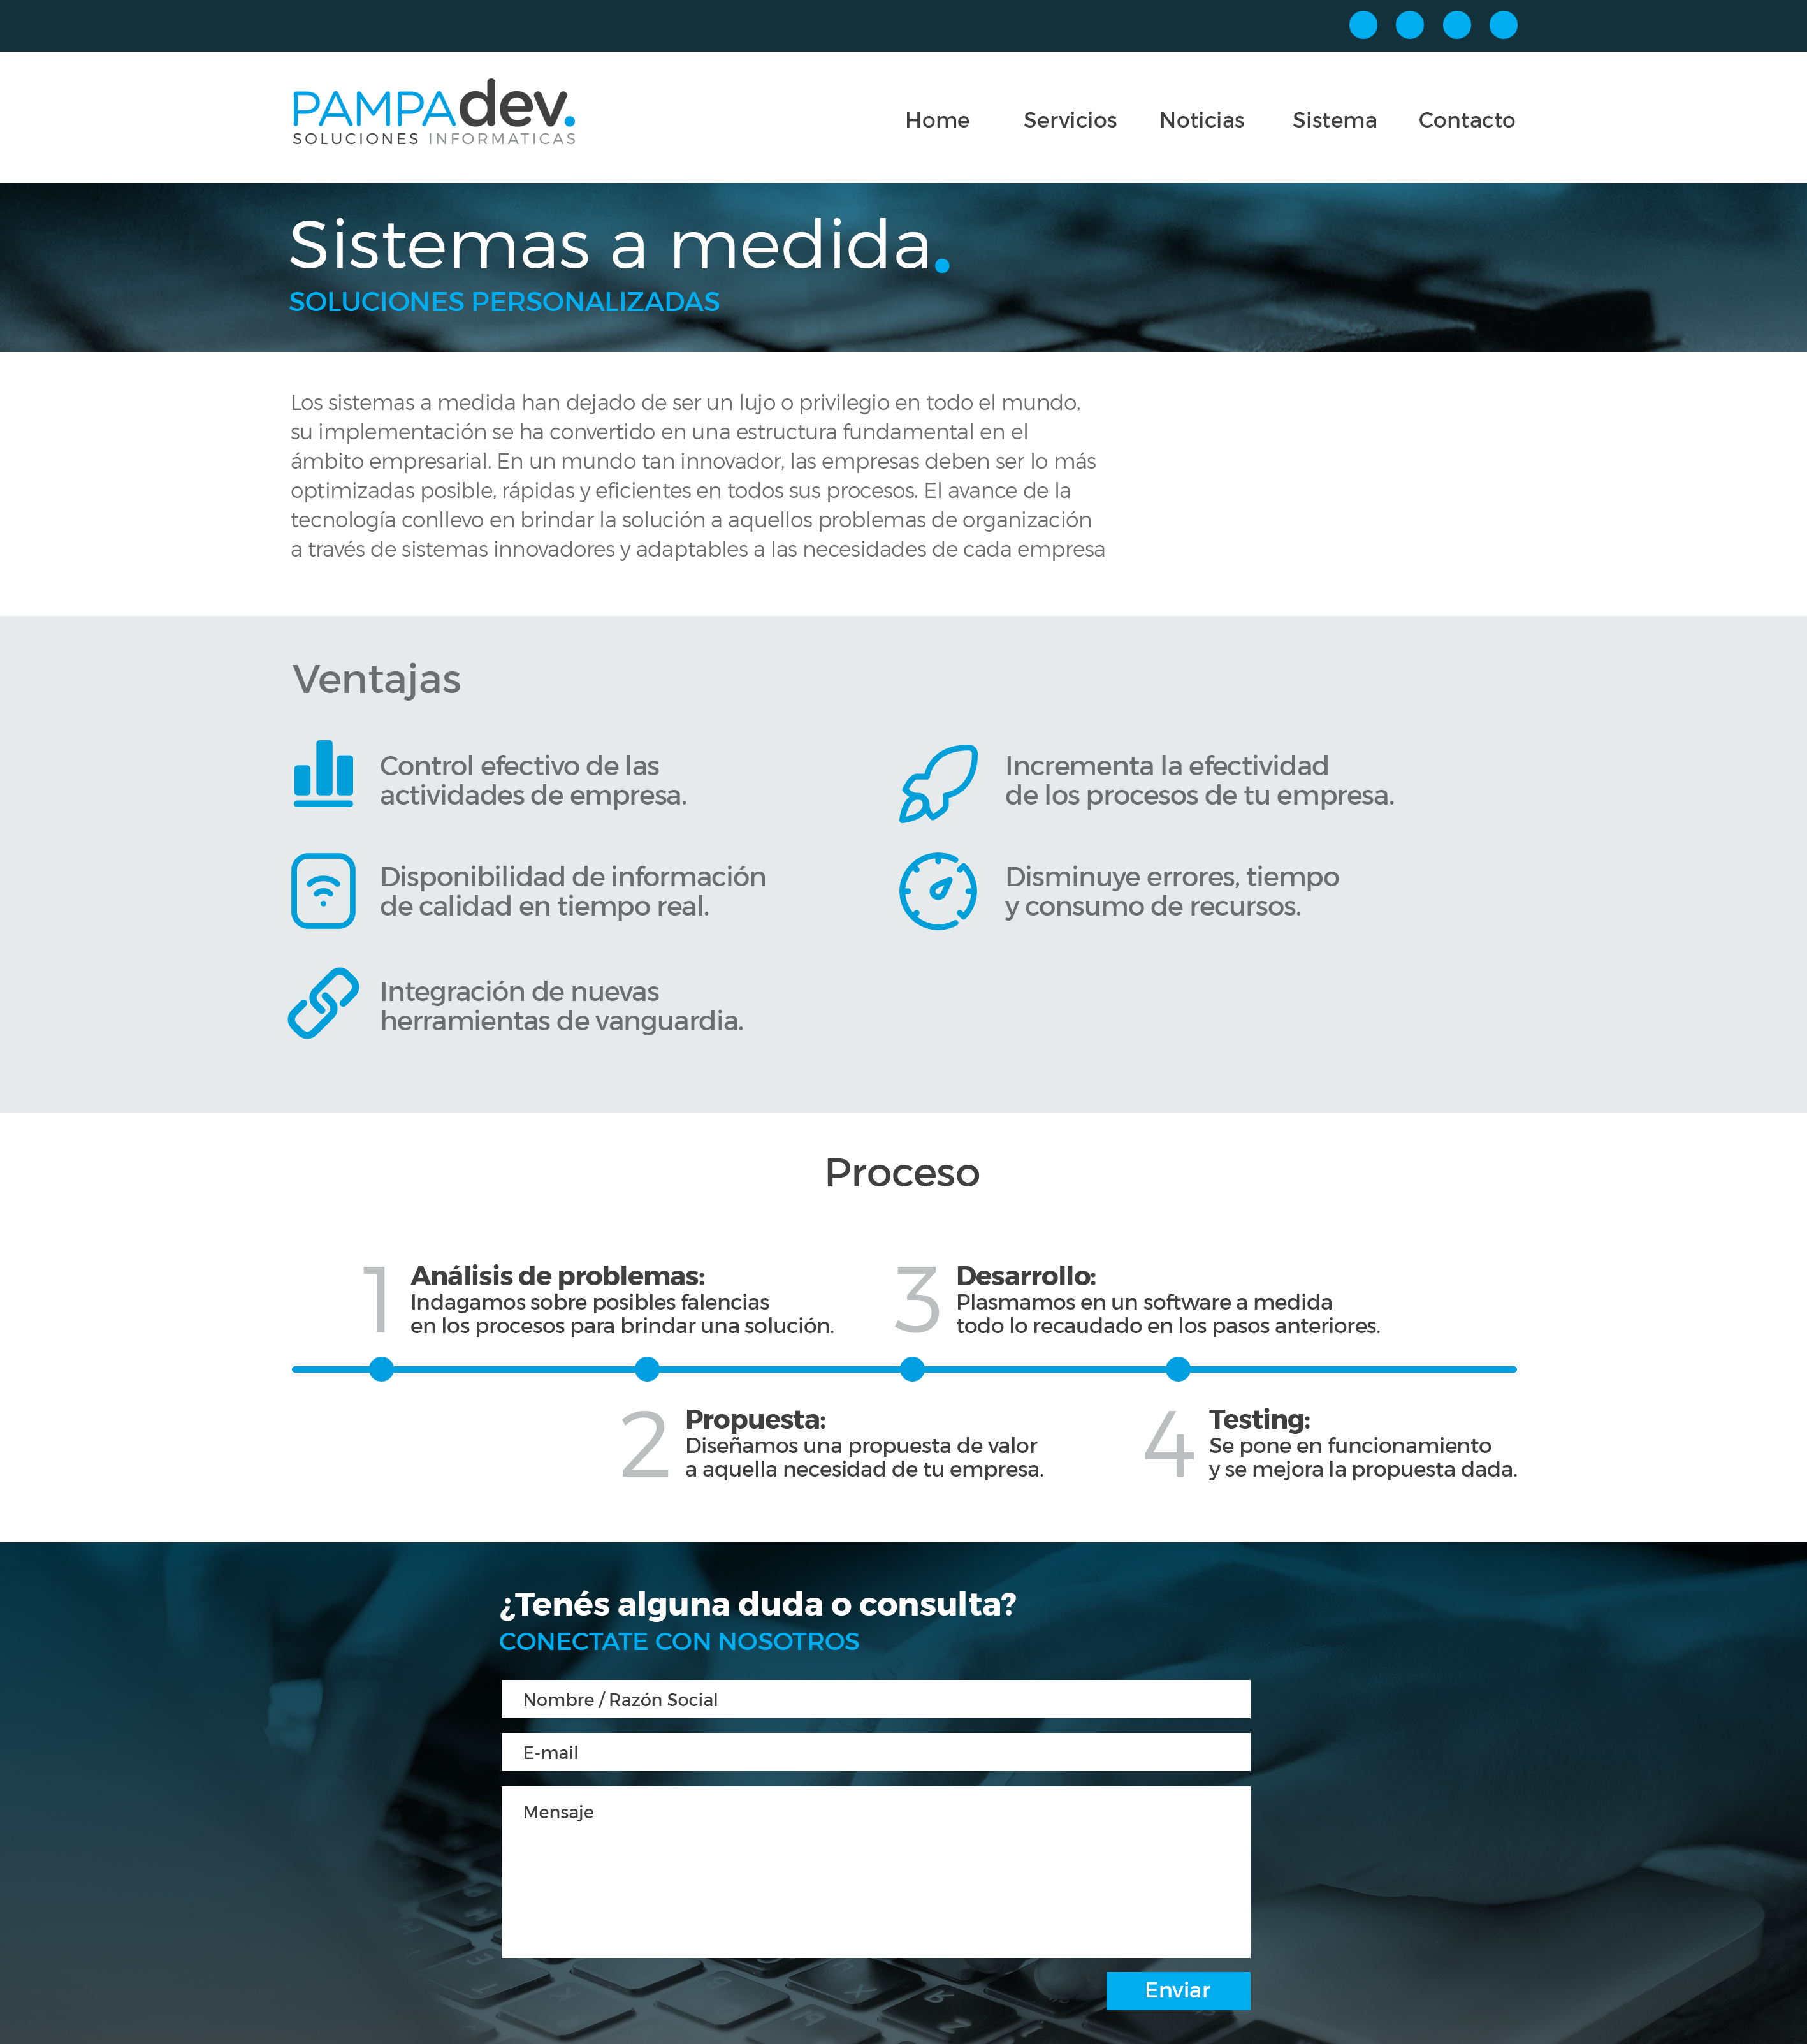 PAMPAdev.
SOLUCIONES INFORMATICAS
Home Servicios Noticias Sistema Contacto
Sistemas a medida.
SOLUCIONES PERSONALIZADAS
Los sistemas a medida han dejado de ser un lujo o privilegio en todo el mundo,
su implementación se ha convertido en una estructura fundamental en el
ámbito empresarial. En un mundo tan innovador, las empresas deben ser lo más
optimizadas posible, rápidas y eficientes en todos sus procesos. El avance de la
tecnología conllevo en brindar la solución a aquellos problemas de organización
a través de sistemas innovadores y adaptables a las necesidades de cada empresa
Ventajas
Control efectivo de las
actividades de empresa.
Incrementa la efectividad
de los procesos de tu empresa.
Disponibilidad de información
de calidad en tiempo real.
Disminuye errores, tiempo
y consumo de recursos.
Integración de nuevas
herramientas de vanguardia.
Proceso
1 Análisis de problemas:
Indagamos sobre posibles falencias
en los procesos para brindar una solución.
2 Propuesta:
Diseñamos una propuesta de valor
a aquella necesidad de tu empresa.
3 Desarrollo:
Plasmamos en un software a medida
todo lo recaudado en los pasos anteriores.
4 Testing:
Se pone en funcionamiento
y se mejora la propuesta dada.
¿Tenés alguna duda o consulta?
CONECTATE CON NOSOTROS
Nombre / Razón Social
E-mail
Mensaje
Enviar